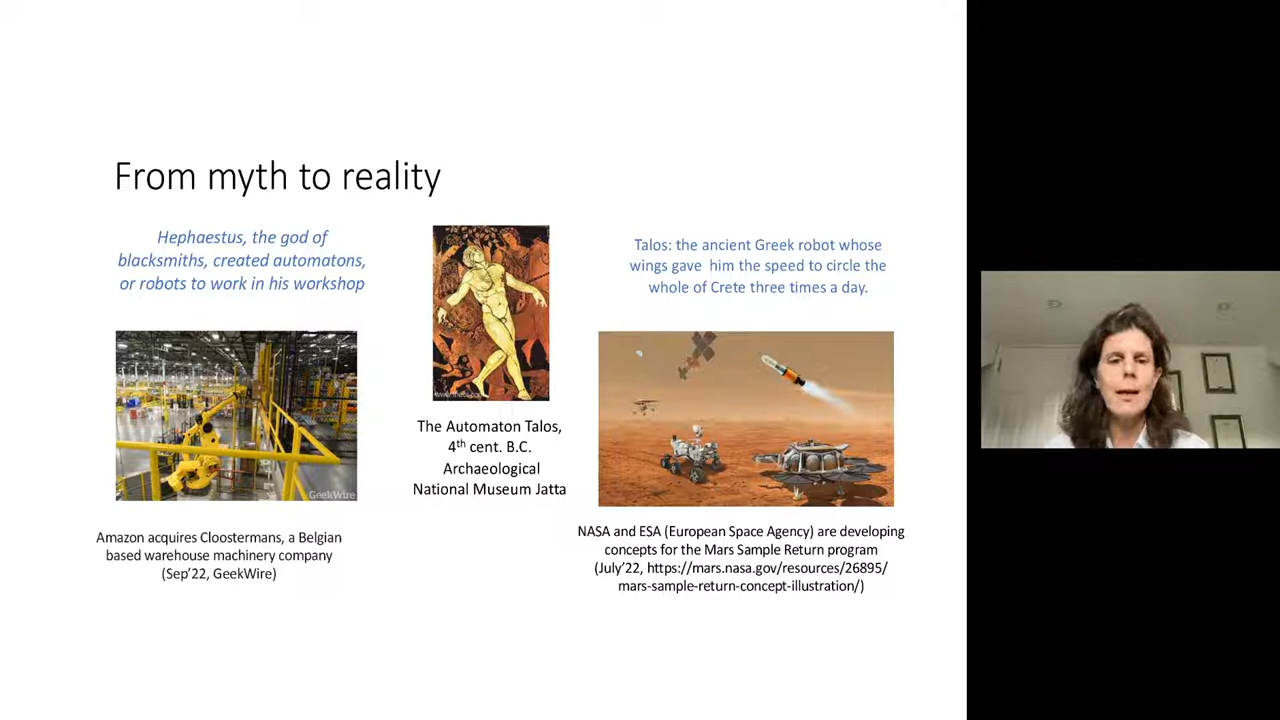 From myth to reality
Hephaestus, the god of
blacksmiths, created automatons,
or robots to work in his workshop
GeekWire
Amazon acquires Cloostermans, a Belgian
based warehouse machinery company
(Sep'22, GeekWire)
The Automaton Talos,
4th cent. B.C.
Archaeological
National Museum Jatta
Talos: the ancient Greek robot whose
wings gave him the speed to circle the
whole of Crete three times a day.
NASA and ESA (European Space Agency) are developing
concepts for the Mars Sample Return program
(July'22, https://mars.nasa.gov/resources/26895/
mars-sample-return-concept-illustration/)